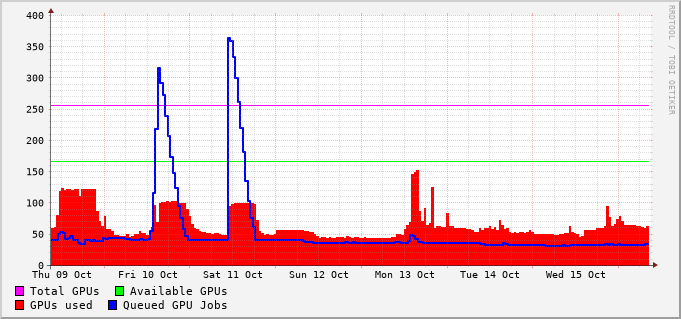 400
350
300
250
200
150
100
50
0
Thu 09 Oct Fri 10 Oct Sat 11 Oct Sun 12 Oct Mon 13 Oct Tue 14 Oct Wed 15 Oct
Total GPUs Available GPUs
GPUs used Queued GPU Jobs
RRDTOOL / TOBI OETIKER